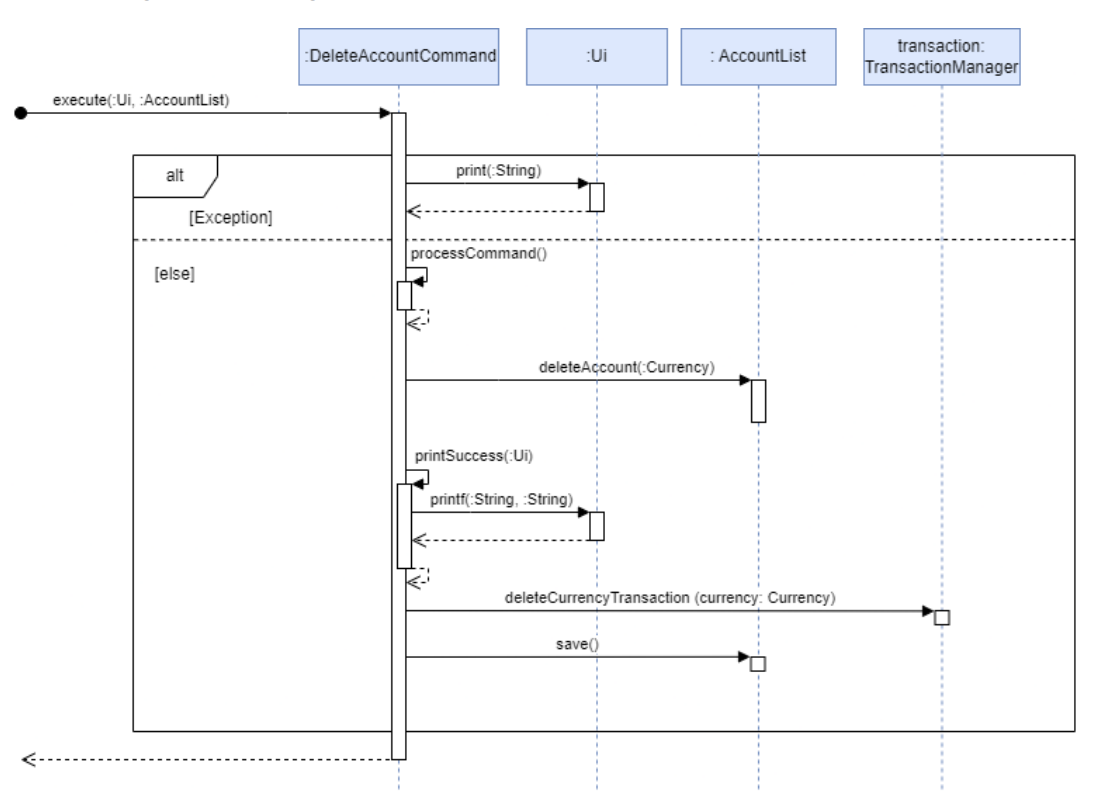 :DeleteAccountCommand
:Ui
: AccountList
transaction:
TransactionManager
execute(:Ui, :AccountList)
alt
print(:String)
[Exception]
processCommand()
[else]
deleteAccount(:Currency)
printSuccess(:Ui)
printf(:String, :String)
deleteCurrencyTransaction (currency: Currency)
save()